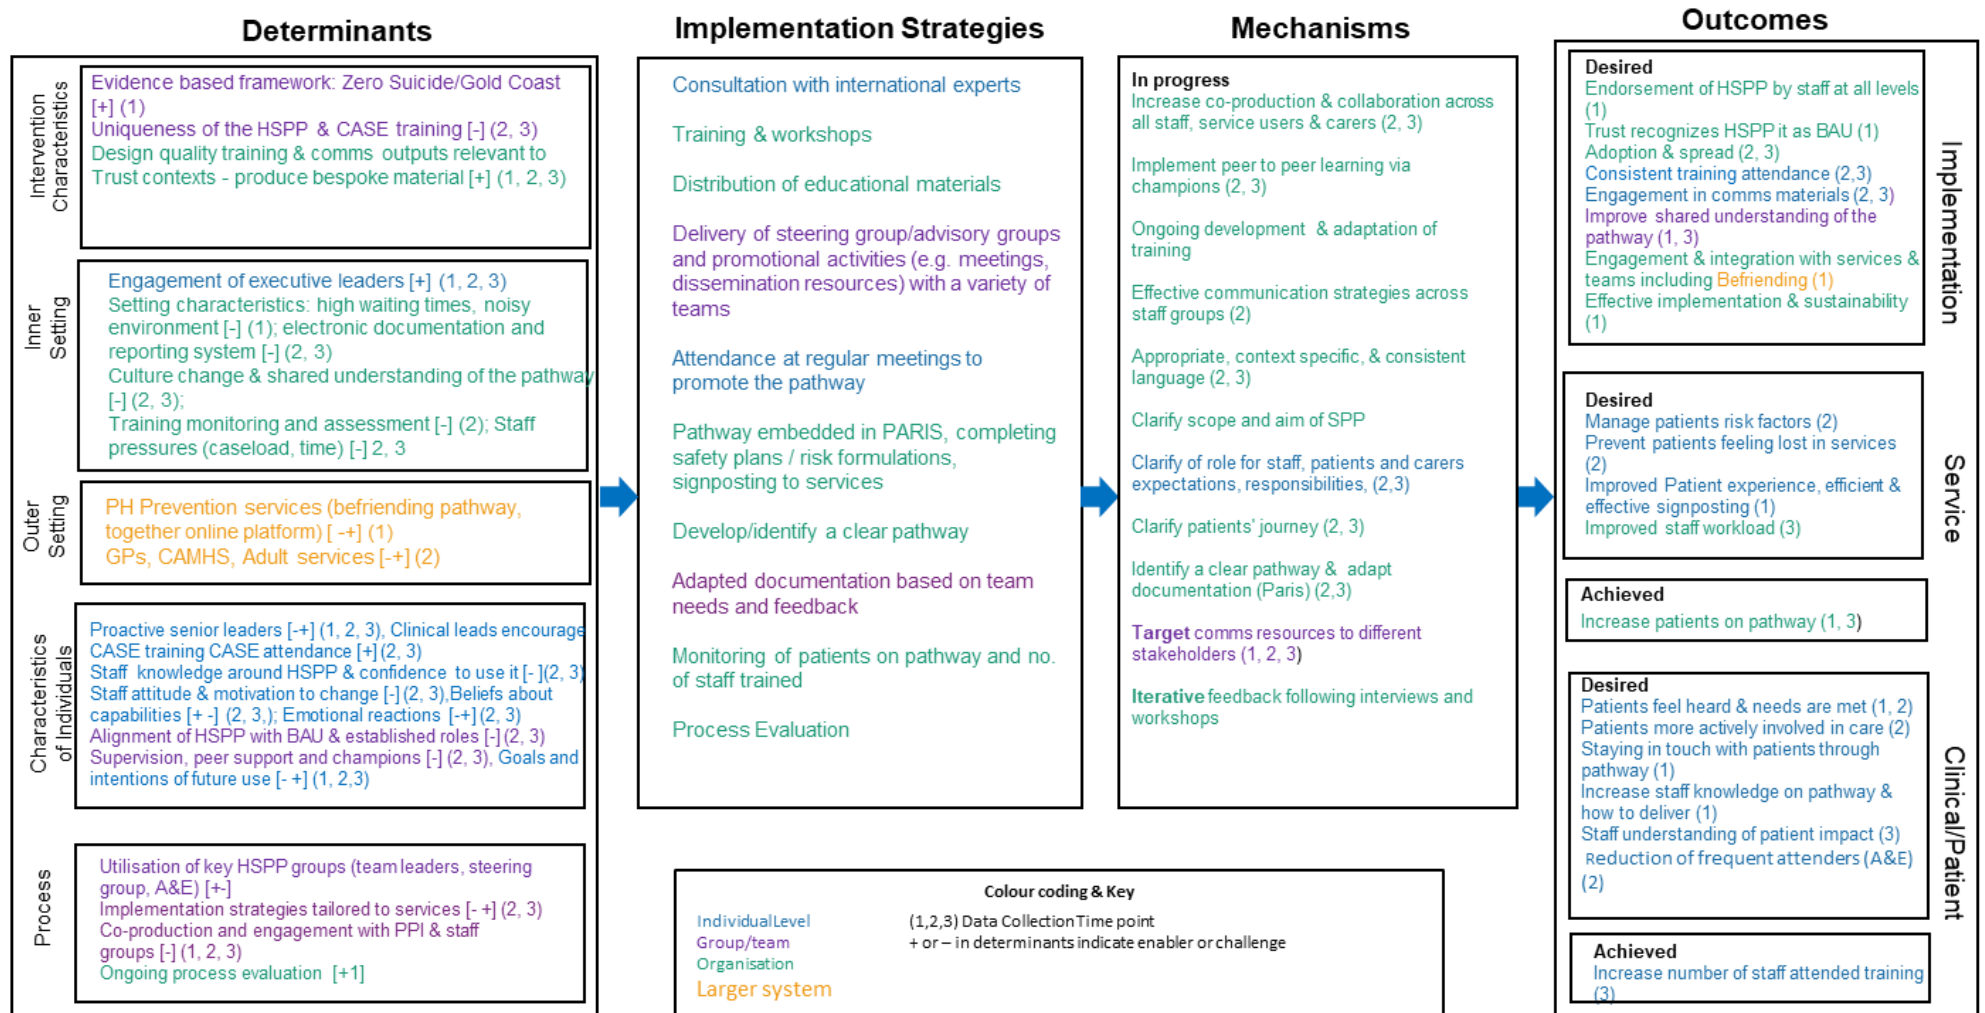 Determinants
Intervention
Characteristics
Evidence based framework: Zero Suicide/Gold Coast
[+] (1)
Uniqueness of the HSPP & CASE training [-] (2, 3)
Design quality training & comms outputs relevant to
Trust contexts - produce bespoke material [+] (1, 2, 3)
Inner
Setting
Engagement of executive leaders [+] (1, 2, 3)
Setting characteristics: high waiting times, noisy
environment [-] (1); electronic documentation and
reporting system [-] (2, 3)
Culture change & shared understanding of the pathway
[-] (2, 3);
Training monitoring and assessment [-] (2); Staff
pressures (caseload, time) [-] 2, 3
Outer
Setting
PH Prevention services (befriending pathway,
together online platform) [ -+] (1)
GPs, CAMHS, Adult services [-+] (2)
Characteristics
of Individuals
Proactive senior leaders [-+] (1, 2, 3), Clinical leads encourage
CASE training CASE attendance [+] (2, 3)
Staff knowledge around HSPP & confidence to use it [- ](2, 3)
Staff attitude & motivation to change [-] (2, 3),Beliefs about
capabilities [+ -] (2, 3,); Emotional reactions [-+] (2, 3)
Alignment of HSPP with BAU & established roles [-] (2, 3)
Supervision, peer support and champions [-] (2, 3), Goals and
intentions of future use [- +] (1, 2,3)
Process
Utilisation of key HSPP groups (team leaders, steering
group, A&E) [+-]
Implementation strategies tailored to services [- +] (2, 3)
Co-production and engagement with PPI & staff
groups [-] (1, 2, 3)
Ongoing process evaluation [+1]
Implementation Strategies
Consultation with international experts
Training & workshops
Distribution of educational materials
Delivery of steering group/advisory groups
and promotional activities (e.g. meetings,
dissemination resources) with a variety of
teams
Attendance at regular meetings to
promote the pathway
Pathway embedded in PARIS, completing
safety plans / risk formulations,
signposting to services
Develop/identify a clear pathway
Adapted documentation based on team
needs and feedback
Monitoring of patients on pathway and no.
of staff trained
Process Evaluation
Mechanisms
In progress
Increase co-production & collaboration across
all staff, service users & carers (2, 3)
Implement peer to peer learning via
champions (2, 3)
Ongoing development & adaptation of
training
Effective communication strategies across
staff groups (2)
Appropriate, context specific, & consistent
language (2, 3)
Clarify scope and aim of SPP
Clarify of role for staff, patients and carers
expectations, responsibilities, (2,3)
Clarify patients' journey (2, 3)
Identify a clear pathway & adapt
documentation (Paris) (2,3)
Target comms resources to different
stakeholders (1, 2, 3)
Iterative feedback following interviews and
workshops
Outcomes
Implementation
Desired
Endorsement of HSPP by staff at all levels
(1)
Trust recognizes HSPP it as BAU (1)
Adoption & spread (2, 3)
Consistent training attendance (2,3)
Engagement in comms materials (2, 3)
Improve shared understanding of the
pathway (1, 3)
Engagement & integration with services &
teams including Befriending (1)
Effective implementation & sustainability
(1)
Service
Desired
Manage patients risk factors (2)
Prevent patients feeling lost in services
(2)
Improved Patient experience, efficient &
effective signposting (1)
Improved staff workload (3)
Achieved
Increase patients on pathway (1, 3)
Clinical/Patient
Desired
Patients feel heard & needs are met (1, 2)
Patients more actively involved in care (2)
Staying in touch with patients through
pathway (1)
Increase staff knowledge on pathway &
how to deliver (1)
Staff understanding of patient impact (3)
Reduction of frequent attenders (A&E)
(2)
Achieved
Increase number of staff attended training
(3)
Colour coding & Key
Individual Level
Group/team
Organisation
Larger system
(1,2,3) Data Collection Time point
+ or – in determinants indicate enabler or challenge